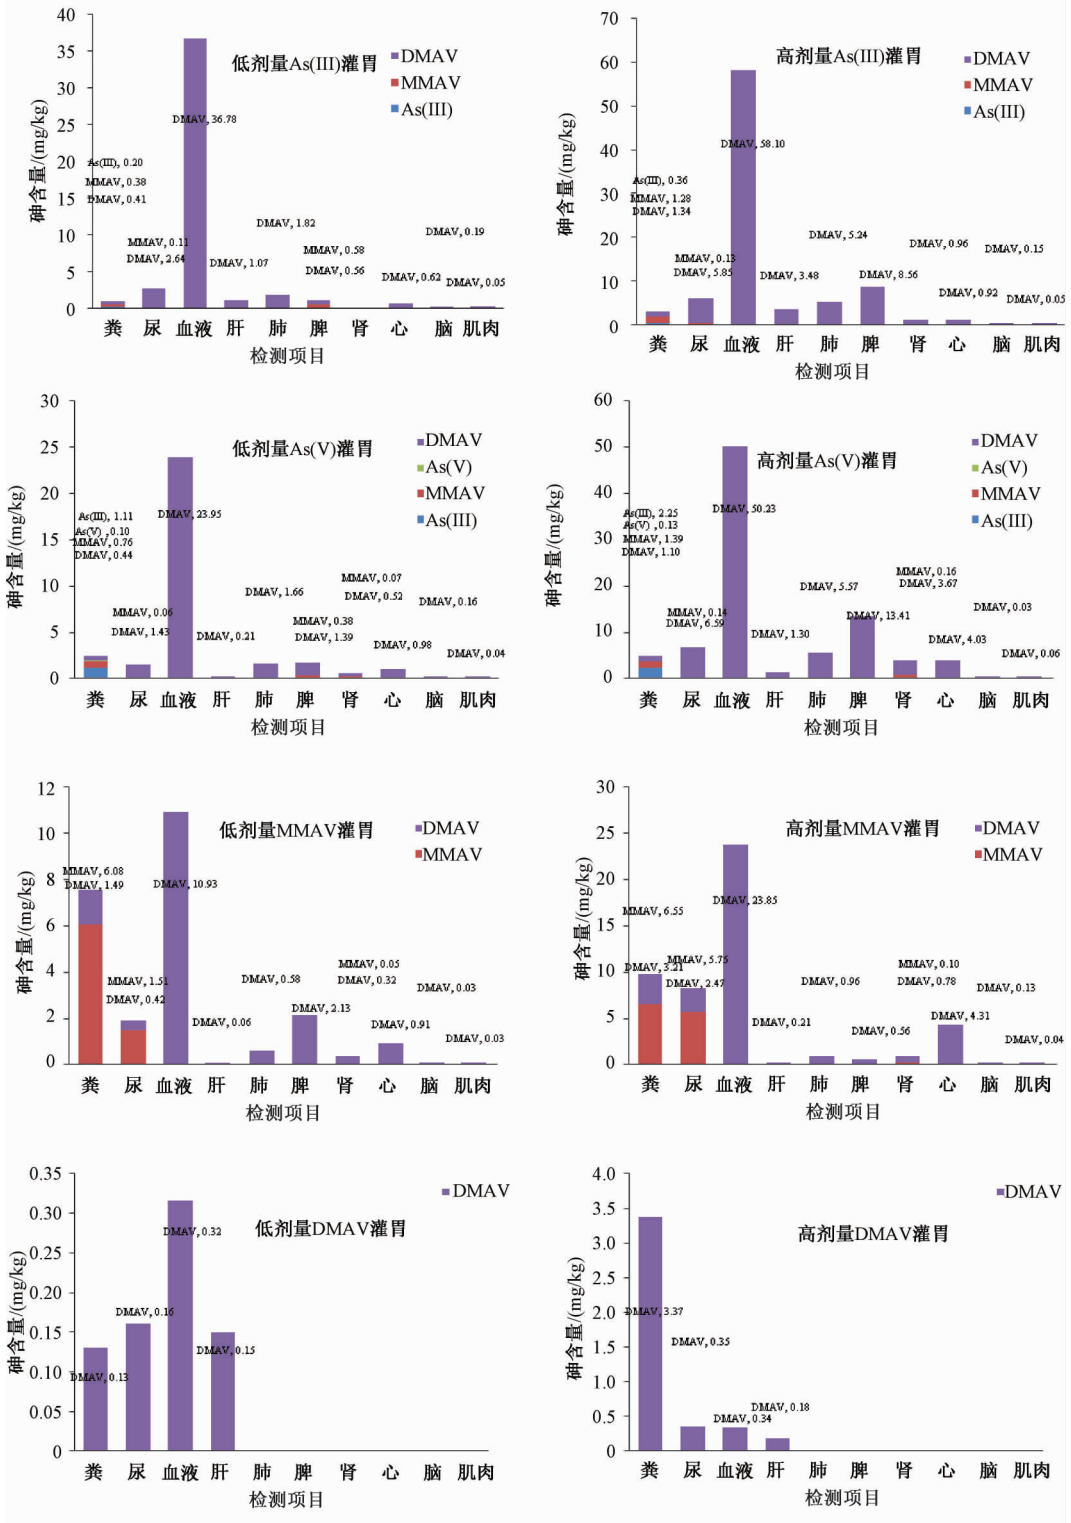 低剂量As(III)灌胃
砷含量/(mg/kg)
40
35
30
25
20
15
10
5
0
DMAV
MMAV
As(III)
As(III), 0.20
MMAV, 0.38
DMAV, 0.41
MMAV, 0.11
DMAV, 2.64
DMAV, 36.78
DMAV, 1.07
DMAV, 1.82
MMAV, 0.58
DMAV, 0.56
DMAV, 0.62
DMAV, 0.19
DMAV, 0.05
粪 尿 血液 肝 肺 脾 肾 心 脑 肌肉
检测项目
高剂量As(III)灌胃
砷含量/(mg/kg)
70
60
50
40
30
20
10
0
DMAV
MMAV
As(III)
As(III), 0.36
MMAV, 1.28
DMAV, 1.34
MMAV, 0.13
DMAV, 5.85
DMAV, 58.10
DMAV, 3.48
DMAV, 5.24
DMAV, 8.56
DMAV, 0.96
DMAV, 0.92
DMAV, 0.15
DMAV, 0.05
粪 尿 血液 肝 肺 脾 肾 心 脑 肌肉
检测项目
低剂量As(V)灌胃
砷含量/(mg/kg)
30
25
20
15
10
5
0
DMAV
As(V)
MMAV
As(III)
As(III), 1.11
As(V), 0.10
MMAV, 0.76
DMAV, 0.44
MMAV, 0.06
DMAV, 1.43
DMAV, 23.95
DMAV, 0.21
DMAV, 1.66
MMAV, 0.38
DMAV, 1.39
MMAV, 0.07
DMAV, 0.52
DMAV, 0.98
DMAV, 0.16
DMAV, 0.04
粪 尿 血液 肝 肺 脾 肾 心 脑 肌肉
检测项目
高剂量As(V)灌胃
砷含量/(mg/kg)
60
50
40
30
20
10
0
DMAV
As(V)
MMAV
As(III)
As(III), 2.25
As(V), 0.13
MMAV, 1.39
DMAV, 1.10
MMAV, 0.14
DMAV, 6.59
DMAV, 50.23
DMAV, 1.30
DMAV, 5.57
DMAV, 13.41
MMAV, 0.16
DMAV, 3.67
DMAV, 4.03
DMAV, 0.03
DMAV, 0.06
粪 尿 血液 肝 肺 脾 肾 心 脑 肌肉
检测项目
低剂量MMAV灌胃
砷含量/(mg/kg)
12
10
8
6
4
2
0
DMAV
MMAV
MMAV, 6.08
DMAV, 1.49
MMAV, 1.51
DMAV, 0.42
DMAV, 10.93
DMAV, 0.06
DMAV, 0.58
DMAV, 2.13
MMAV, 0.05
DMAV, 0.32
DMAV, 0.91
DMAV, 0.03
DMAV, 0.03
粪 尿 血液 肝 肺 脾 肾 心 脑 肌肉
检测项目
高剂量MMAV灌胃
砷含量/(mg/kg)
30
25
20
15
10
5
0
DMAV
MMAV
MMAV, 6.55
DMAV, 3.21
MMAV, 5.75
DMAV, 2.47
DMAV, 23.85
DMAV, 0.21
DMAV, 0.96
DMAV, 0.56
MMAV, 0.10
DMAV, 0.78
DMAV, 4.31
DMAV, 0.13
DMAV, 0.04
粪 尿 血液 肝 肺 脾 肾 心 脑 肌肉
检测项目
低剂量DMAV灌胃
砷含量/(mg/kg)
0.35
0.30
0.25
0.20
0.15
0.10
0.05
0
DMAV
DMAV, 0.13
DMAV, 0.16
DMAV, 0.32
DMAV, 0.15
粪 尿 血液 肝 肺 脾 肾 心 脑 肌肉
检测项目
高剂量DMAV灌胃
砷含量/(mg/kg)
4.0
3.5
3.0
2.5
2.0
1.5
1.0
0.5
0
DMAV
DMAV, 3.37
DMAV, 0.35
DMAV, 0.34
DMAV, 0.18
粪 尿 血液 肝 肺 脾 肾 心 脑 肌肉
检测项目